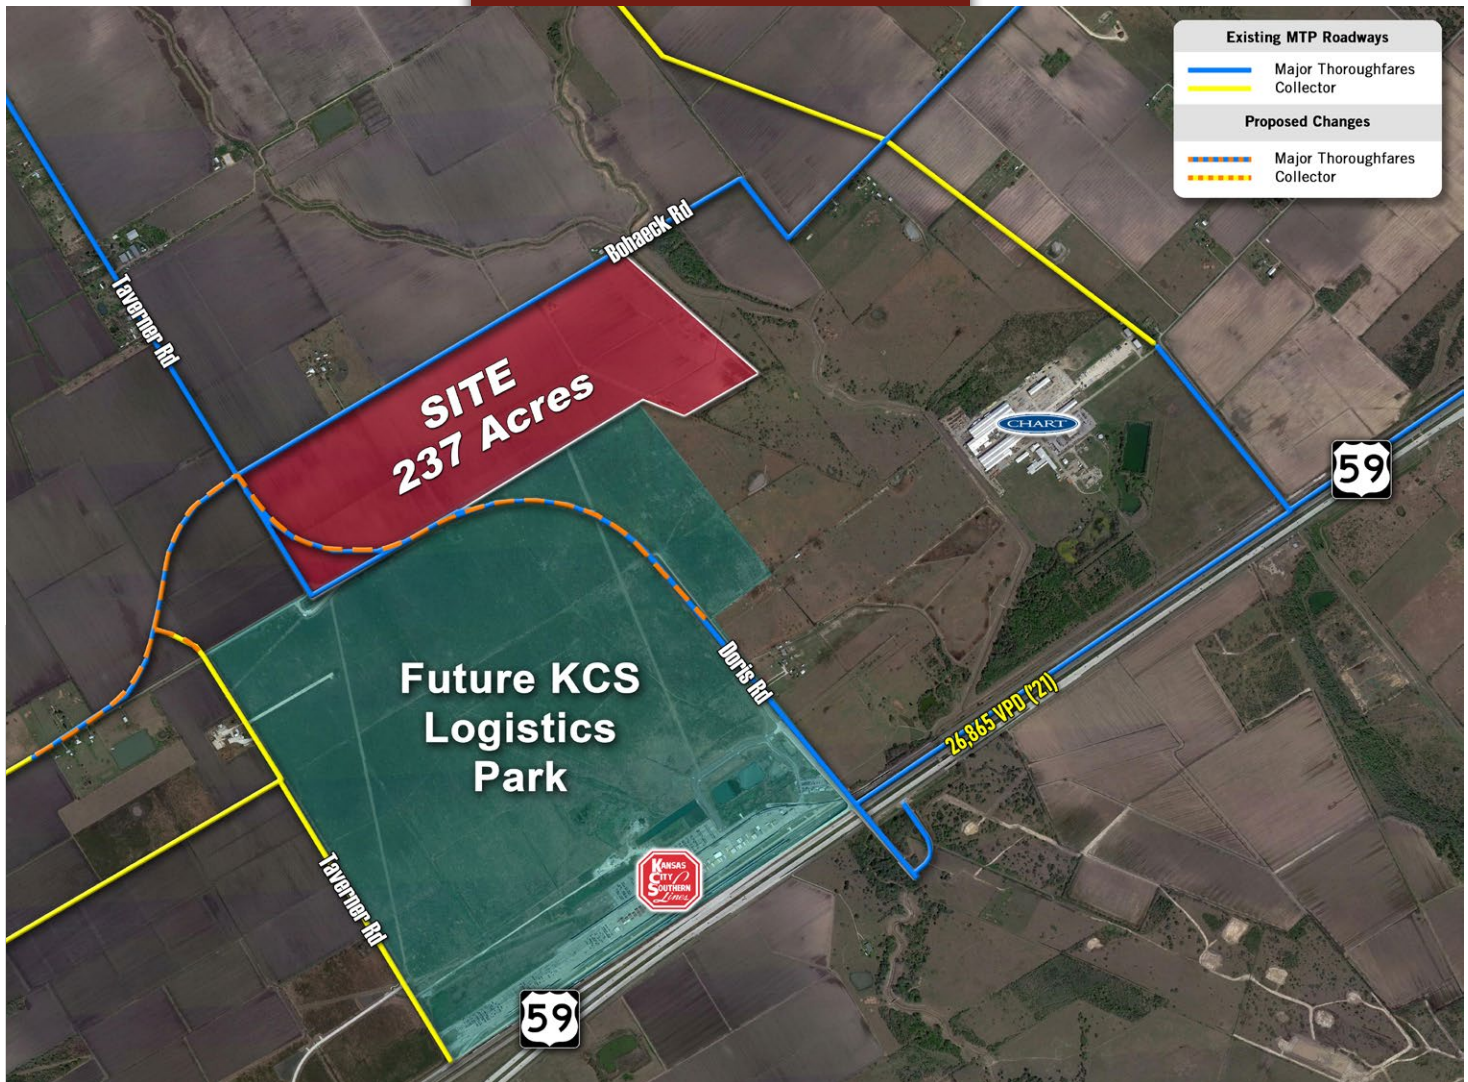 Existing MTP Roadways
Major Thoroughfares
Collector
Proposed Changes
Major Thoroughfares
Collector
Bohaeck Rd
Taverner Rd
SITE
237 Acres
CHART
59
Doris Rd
Future KCS
Logistics
Park
26,865 VPD ('21)
KANSAS
CITY
SOUTHERN
Lines
Taverner Rd
59